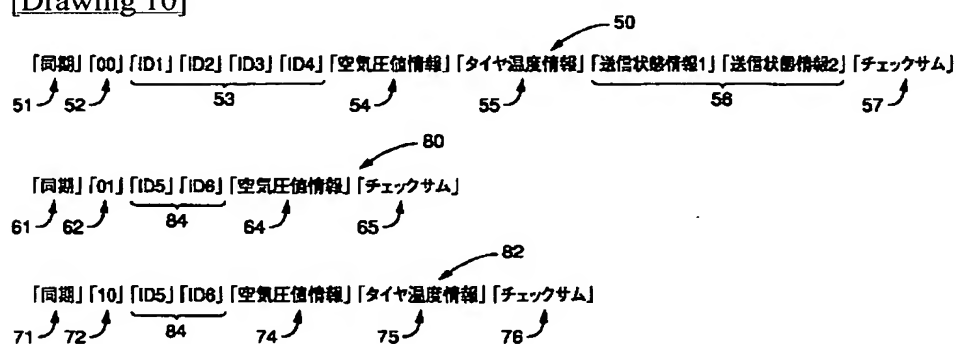 [Drawing 10]
50
「同期」「00」「ID1」「ID2」「ID3」「ID4」「空気圧値情報」「タイヤ温度情報」「送信状態情報1」「送信状態情報2」「チェックサム」
51 52 53 54 55 56 57
80
「同期」「01」「ID5」「ID6」「空気圧値情報」「チェックサム」
61 62 84 64 65
82
「同期」「10」「ID5」「ID6」「空気圧値情報」「タイヤ温度情報」「チェックサム」
71 72 84 74 75 76